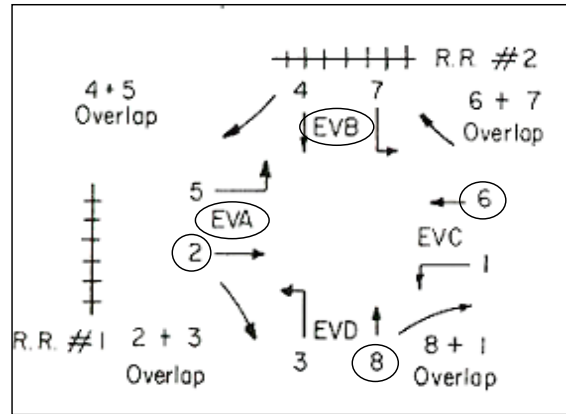 R.R. #2
4 7
4 + 5
Overlap
6 + 7
Overlap
EVB
5
6
EVA
EVC
2
1
R.R. #1
2 + 3
Overlap
EVD
3
8
8 + 1
Overlap